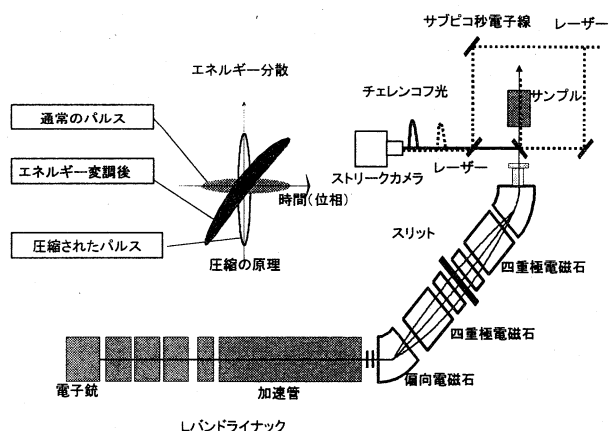 サブピコ秒電子線
レーザー
エネルギー分散
チェレンコフ光
サンプル
通常のパルス
ストリークカメラ
レーザー
エネルギー変調後
時間(位相)
スリット
圧縮されたパルス
圧縮の原理
四重極電磁石
四重極電磁石
電子銃
加速管
偏向電磁石
Lバンドライナック